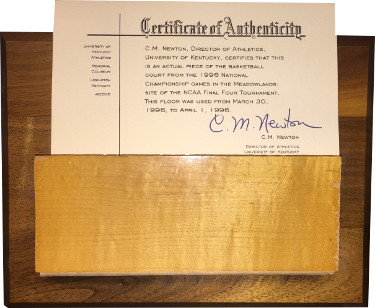 Certificate of Authenticity
University of
Kentucky
Athletics
Memorial
Coliseum
Lexington
Kentucky
40506
C.M. Newton, Director of Athletics,
University of Kentucky, certifies that this
is an actual piece of the basketball
court from the 1996 National
Championship games in the Meadowlands;
site of the NCAA Final Four Tournament.
This floor was used from March 30,
1996, to April 1, 1996.
C. M. Newton
C.M. Newton
Director of Athletics
University of Kentucky